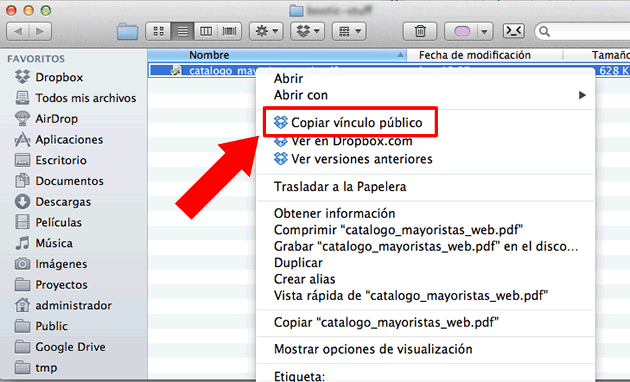 Nombre
Fecha de modificación
Tamaño
FAVORITOS
Dropbox
Todos mis archivos
AirDrop
Aplicaciones
Escritorio
Documentos
Descargas
Películas
Música
Imágenes
Proyectos
administrador
Public
Google Drive
tmp
628 K
Abrir
Abrir con
Copiar vínculo público
Ver en Dropbox.com
Ver versiones anteriores
Trasladar a la Papelera
Obtener información
Comprimir “catalogo_mayoristas_web.pdf”
Grabar “catalogo_mayoristas_web.pdf” en el disco...
Duplicar
Crear alias
Vista rápida de “catalogo_mayoristas_web.pdf”
Copiar “catalogo_mayoristas_web.pdf”
Mostrar opciones de visualización
Etiqueta: